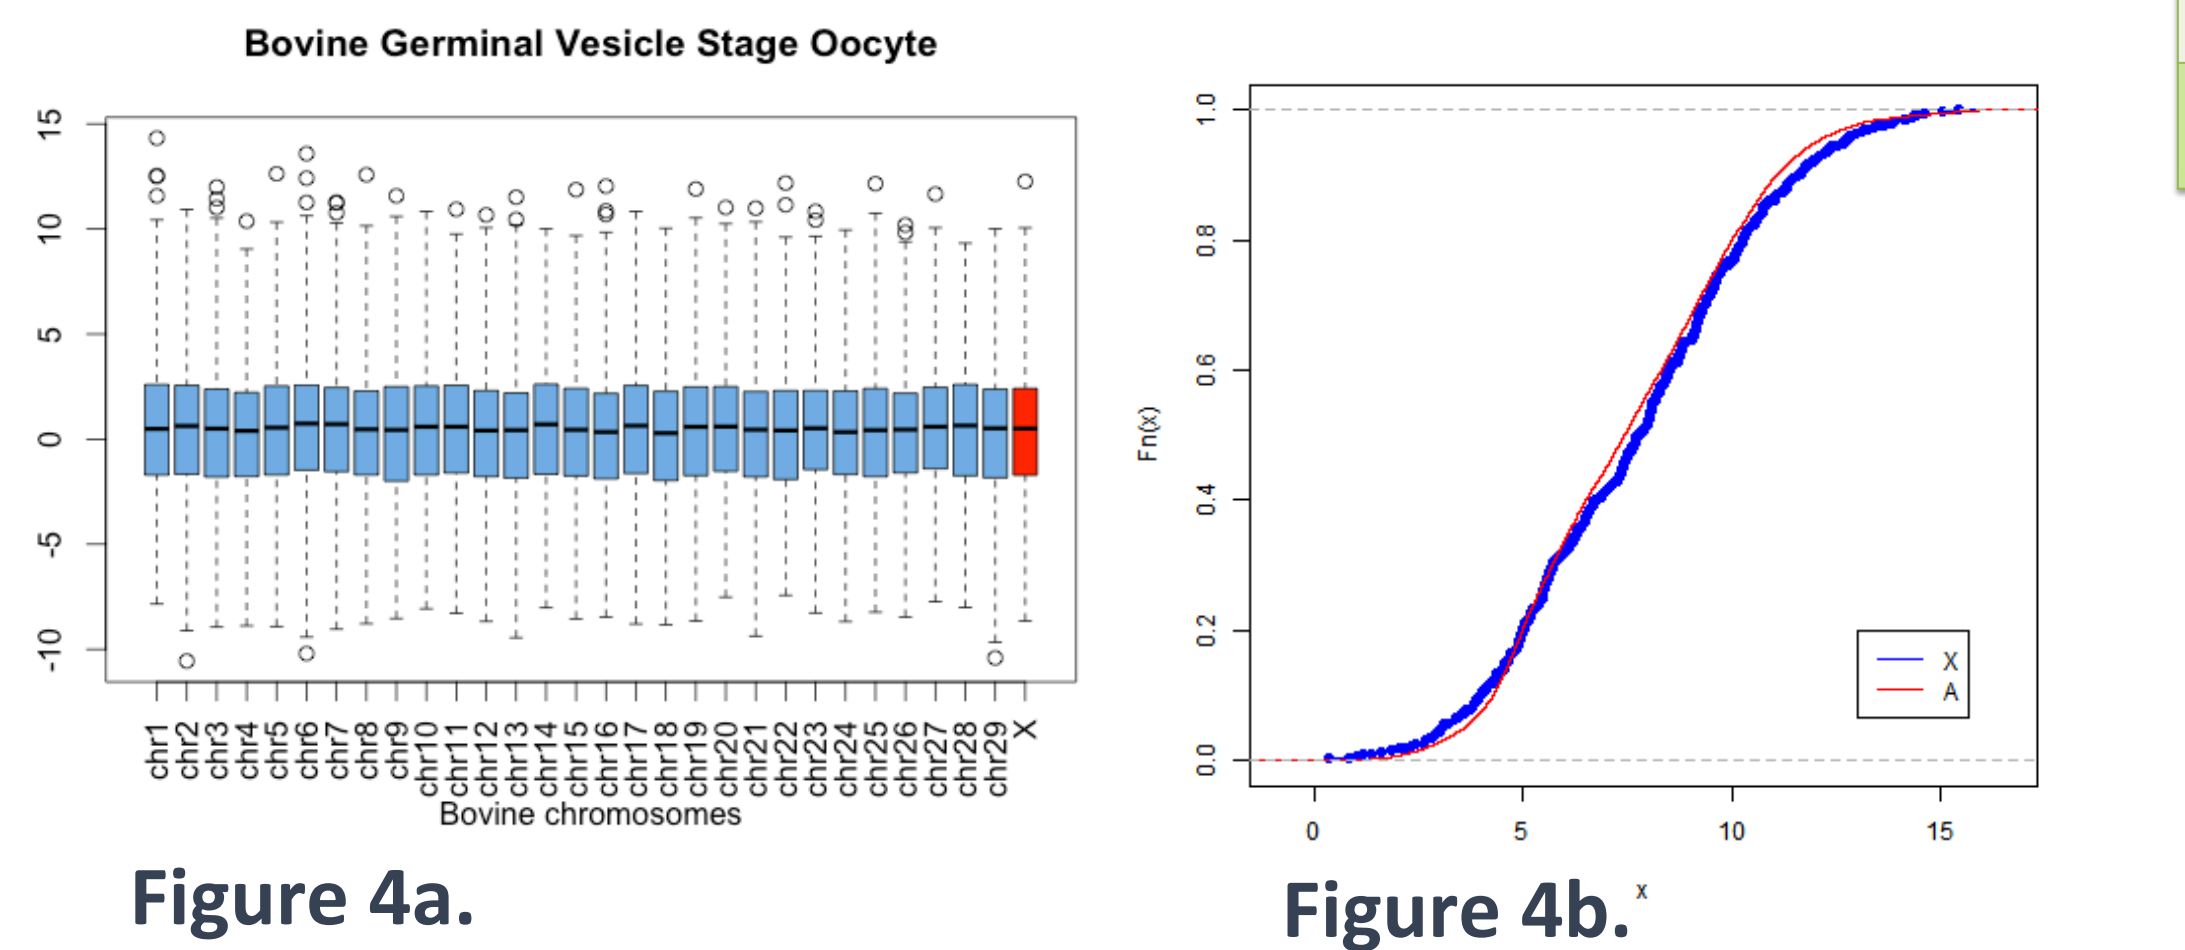 Bovine Germinal Vesicle Stage Oocyte
15
10
5
0
-5
-10
chr1 chr2 chr3 chr4 chr5 chr6 chr7 chr8 chr9 chr10 chr11 chr12 chr13 chr14 chr15 chr16 chr17 chr18 chr19 chr20 chr21 chr22 chr23 chr24 chr25 chr26 chr27 chr28 chr29 X
Bovine chromosomes
Figure 4a.
1.0
0.8
0.6
0.4
0.2
0.0
Fn(x)
X
A
0 5 10 15
x
Figure 4b.